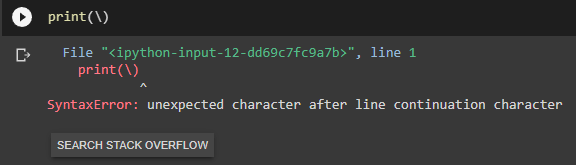 print(\)
File "<ipython-input-12-dd69c7fc9a7b>", line 1
print(\)
^
SyntaxError: unexpected character after line continuation character
SEARCH STACK OVERFLOW